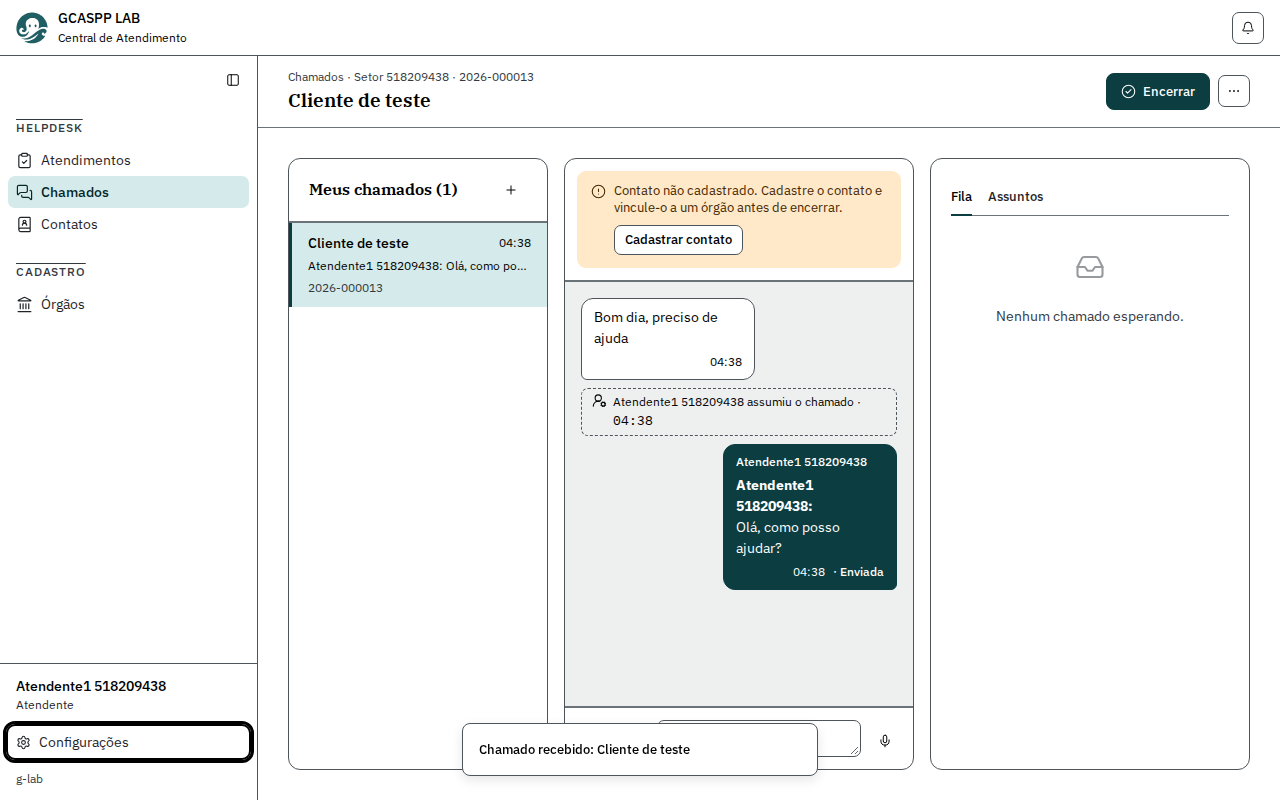 GCASPP LAB
Central de Atendimento
HELPDESK
Atendimentos
Chamados
Contatos
CADASTRO
Órgãos
Atendente1 518209438
Atendente
Configurações
g-lab
Chamados · Setor 518209438 · 2026-000013
Cliente de teste
Encerrar
Meus chamados (1)
Cliente de teste 04:38
Atendente1 518209438: Olá, como po...
2026-000013
Contato não cadastrado. Cadastre o contato e
vincule-o a um órgão antes de encerrar.
Cadastrar contato
Bom dia, preciso de
ajuda
04:38
Atendente1 518209438 assumiu o chamado ·
04:38
Atendente1 518209438
Atendente1
518209438:
Olá, como posso
ajudar?
04:38 · Enviada
Chamado recebido: Cliente de teste
Fila Assuntos
Nenhum chamado esperando.